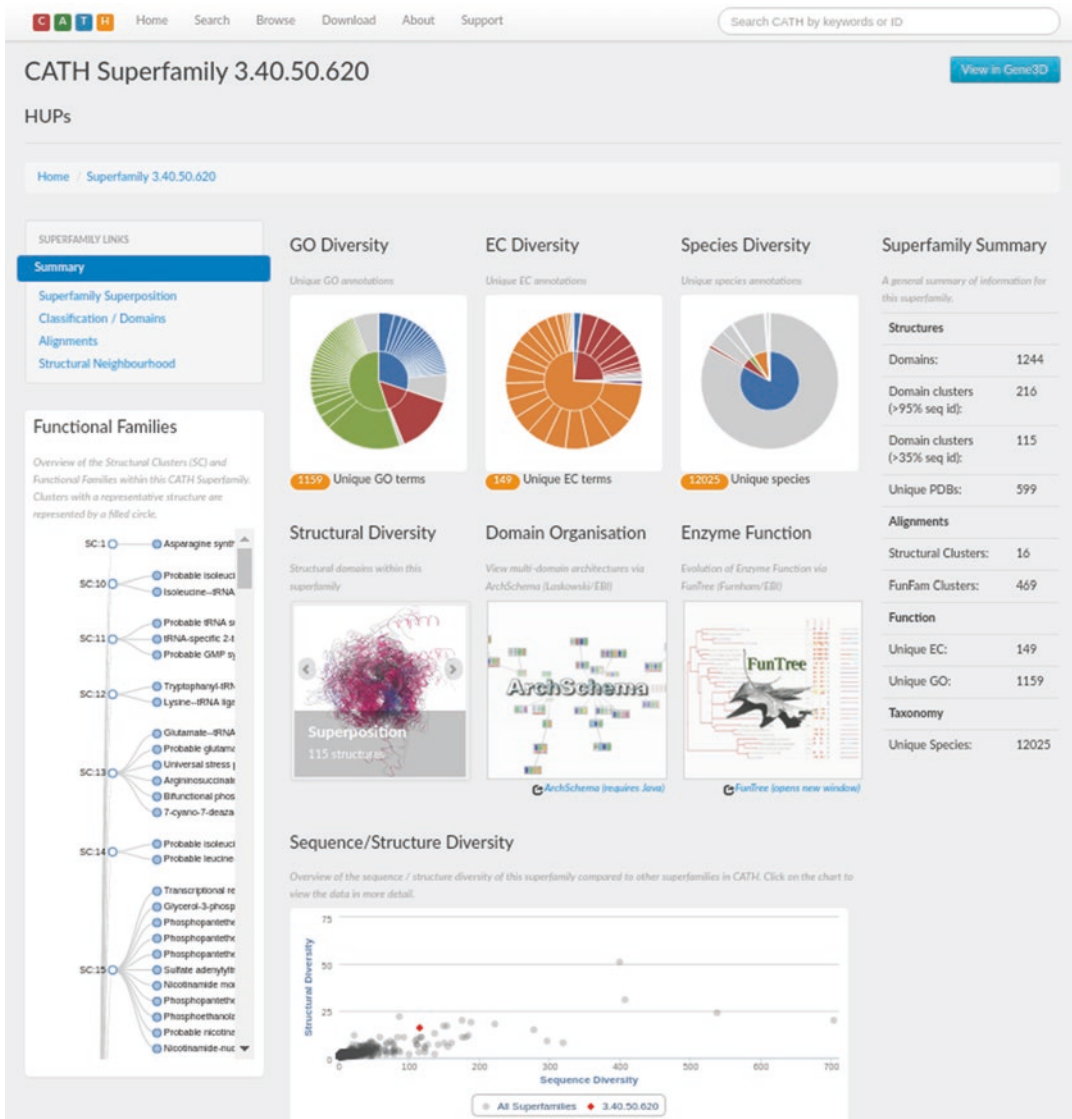 C A T H Home Search Browse Download About Support Search CATH by keywords or ID
CATH Superfamily 3.40.50.620
View in Gene3D
HUPs
Home / Superfamily 3.40.50.620
SUPERFAMILY LINKS
Summary
Superfamily Superposition
Classification / Domains
Alignments
Structural Neighbourhood
Functional Families
Overview of the Structural Clusters (SC) and
Functional Families within this CATH Superfamily.
Clusters with a representative structure are
represented by a filled circle.
SC:1
Asparagine synt
SC:10
Probable isoleuci
Isoleucine--tRNA
SC:11
Probable tRNA s
tRNA-specific 2-t
Probable GMP sy
SC:12
Tryptophanyl-tRN
Lysine--tRNA liga
SC:13
Glutamate--tRNA
Probable glutama
Universal stress p
Argininosuccinate
Bifunctional phos
7-cyano-7-deaza
SC:14
Probable isoleuci
Probable leucine
SC:15
Transcriptional re
Glycerol-3-phosp
Phosphopantethe
Phosphopantethe
Phosphopantethe
Sulfate adenylylt
Nicotinamide mo
Phosphopantethe
Phosphoethanola
Probable nicotina
Nicotinamide-nuc
GO Diversity
Unique GO annotations
1159 Unique GO terms
EC Diversity
Unique EC annotations
149 Unique EC terms
Species Diversity
Unique species annotations
12025 Unique species
Structural Diversity
Structural domains within this
superfamily
Superposition
115 structures
Domain Organisation
View multi-domain architectures via
ArchSchema (Laskowski/EBI)
ArchSchema
ArchSchema (requires Java)
Enzyme Function
Evolution of Enzyme Function via
FunTree (Furnham/EBI)
FunTree
FunTree (opens new window)
Superfamily Summary
A general summary of information for
this superfamily.
Structures
Domains: 1244
Domain clusters
(>95% seq id): 216
Domain clusters
(>35% seq id): 115
Unique PDBs: 599
Alignments
Structural Clusters: 16
FunFam Clusters: 469
Function
Unique EC: 149
Unique GO: 1159
Taxonomy
Unique Species: 12025
Sequence/Structure Diversity
Overview of the sequence / structure diversity of this superfamily compared to other superfamilies in CATH. Click on the chart to
view the data in more detail.
Structural Diversity
75
50
25
0
0 100 200 300 400 500 600 700
Sequence Diversity
All Superfamilies 3.40.50.620